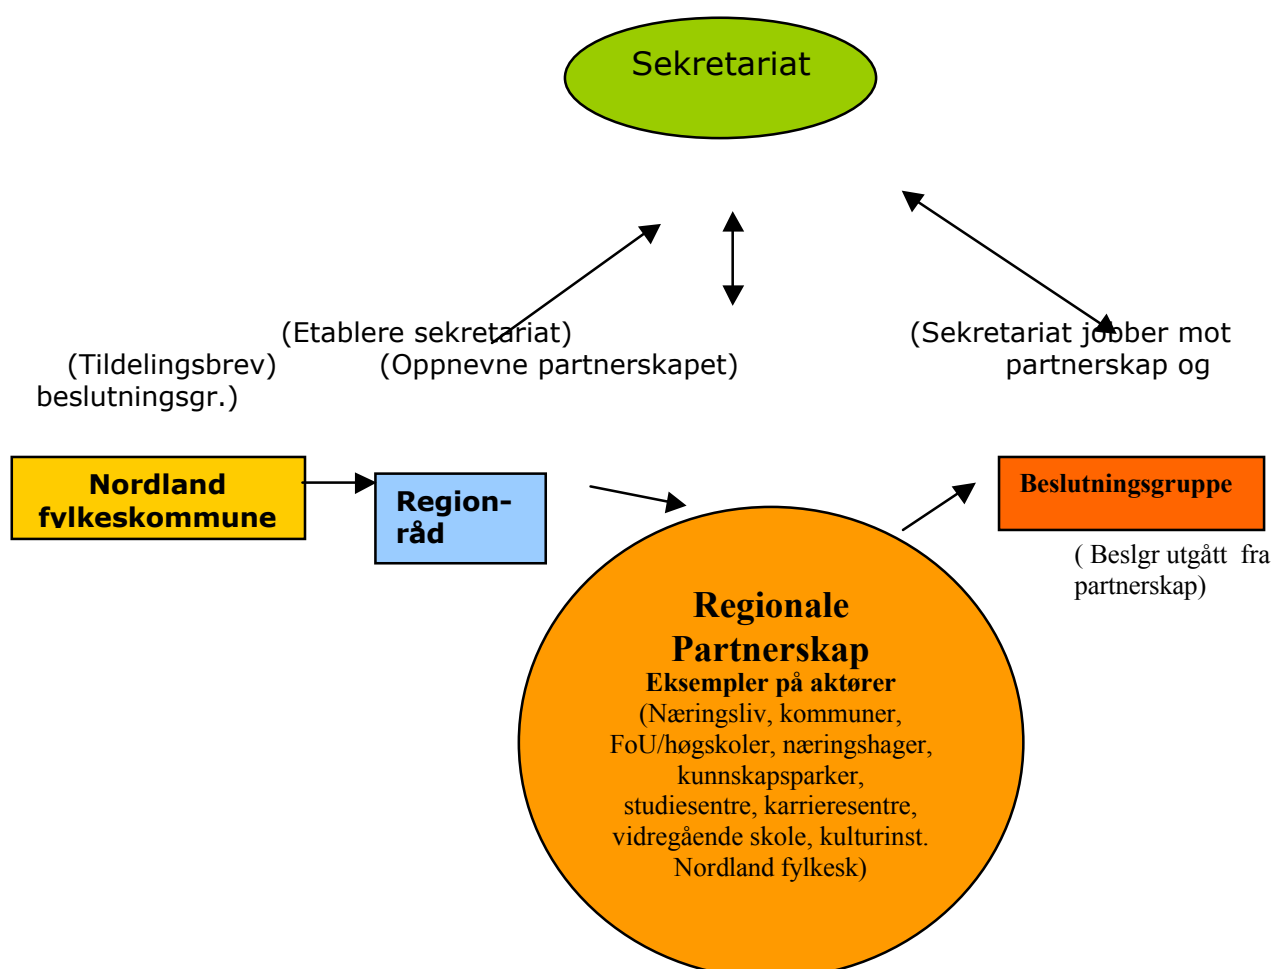 Sekretariat
(Etablere sekretariat)
(Sekretariat jobber mot
(Tildelingsbrev)
(Oppnevne partnerskapet)
partnerskap og
beslutningsgr.)
Nordland
fylkeskommune
Region-
råd
Beslutningsgruppe
( Beslgr utgått fra
partnerskap)
Regionale
Partnerskap
Eksempler på aktører
(Næringsliv, kommuner,
FoU/høgskoler, næringshager,
kunnskapsparker,
studiesentre, karrieresentre,
vidregående skole, kulturinst.
Nordland fylkesk)